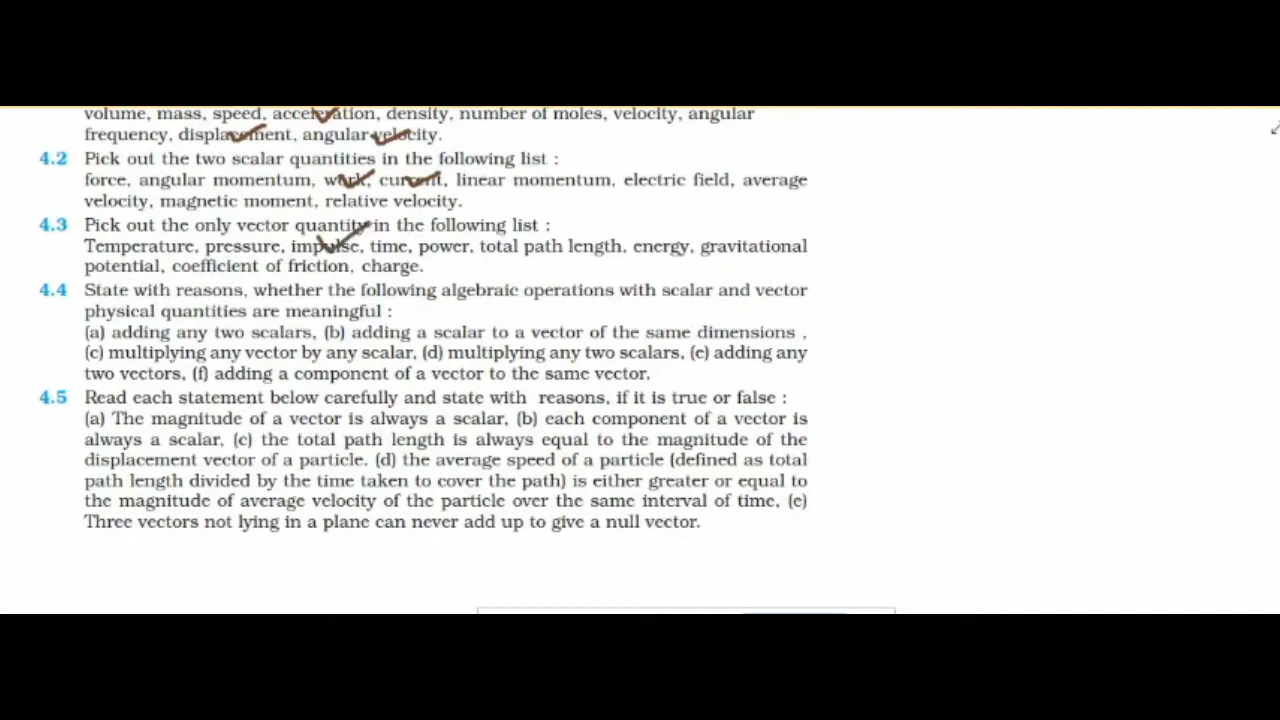 volume, mass, speed, acceleration, density, number of moles, velocity, angular
frequency, displacement, angular velocity.
4.2 Pick out the two scalar quantities in the following list :
force, angular momentum, work, current, linear momentum, electric field, average
velocity, magnetic moment, relative velocity.
4.3 Pick out the only vector quantity in the following list :
Temperature, pressure, impulse, time, power, total path length, energy, gravitational
potential, coefficient of friction, charge.
4.4 State with reasons, whether the following algebraic operations with scalar and vector
physical quantities are meaningful :
(a) adding any two scalars, (b) adding a scalar to a vector of the same dimensions ,
(c) multiplying any vector by any scalar, (d) multiplying any two scalars, (e) adding any
two vectors, (f) adding a component of a vector to the same vector.
4.5 Read each statement below carefully and state with reasons, if it is true or false :
(a) The magnitude of a vector is always a scalar, (b) each component of a vector is
always a scalar, (c) the total path length is always equal to the magnitude of the
displacement vector of a particle. (d) the average speed of a particle (defined as total
path length divided by the time taken to cover the path) is either greater or equal to
the magnitude of average velocity of the particle over the same interval of time, (e)
Three vectors not lying in a plane can never add up to give a null vector.